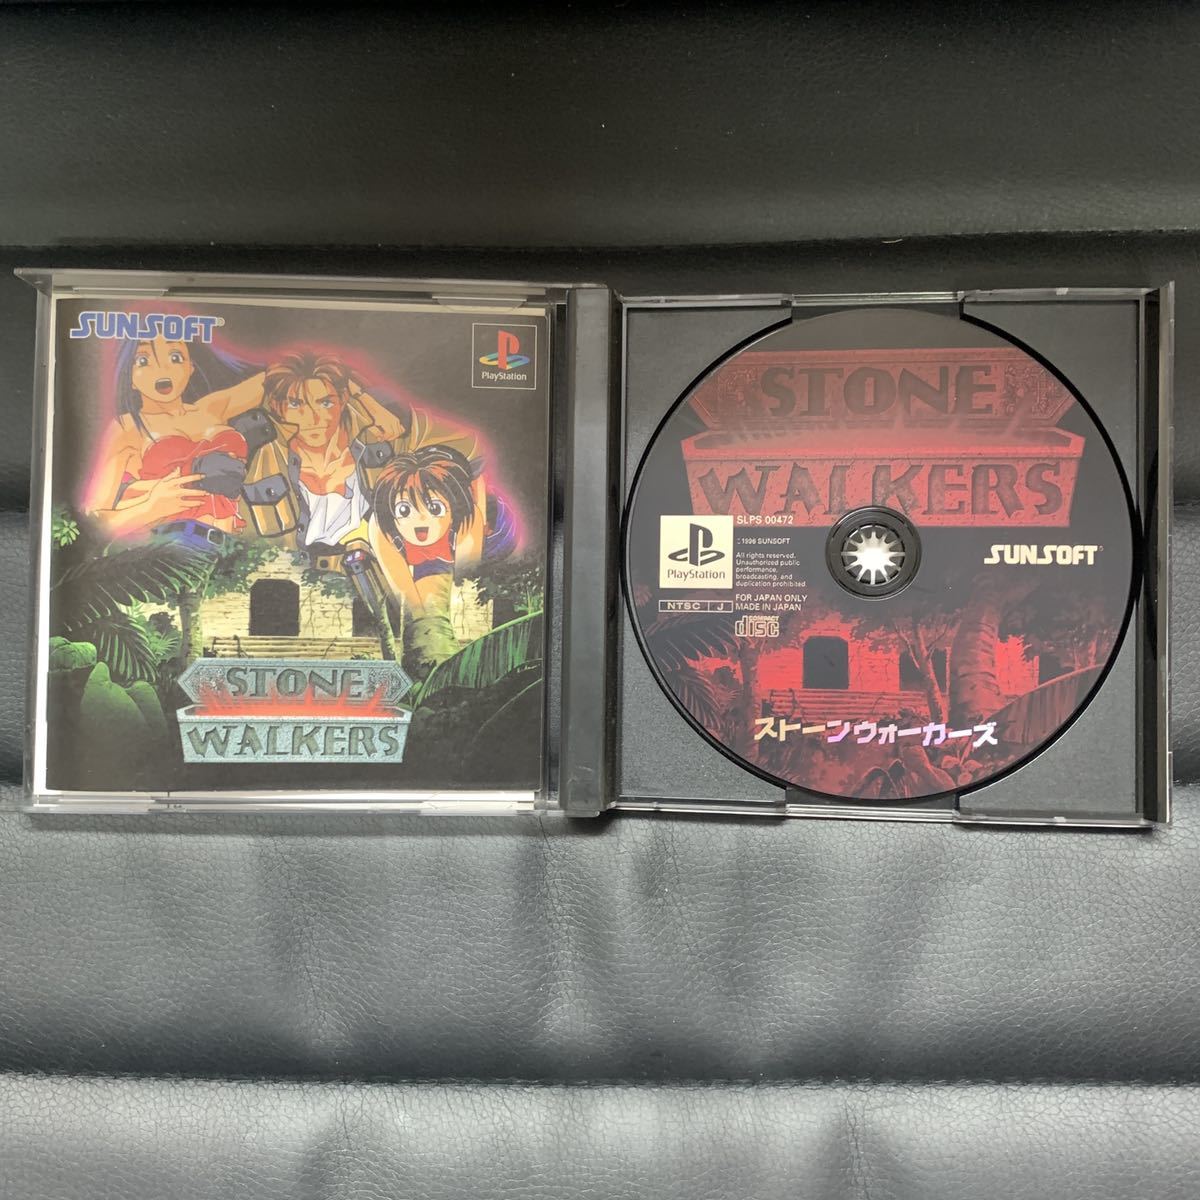 SUNSOFT®
PlayStation
STONE
WALKERS
STONE
WALKERS
SLPS 00472
©1996 SUNSOFT
All rights reserved.
Unauthorized public
performance,
broadcasting, and
duplication prohibited.
FOR JAPAN ONLY
MADE IN JAPAN
PlayStation
NTSC J
COMPACT
disc
SUNSOFT®
ストーンウォーカーズ